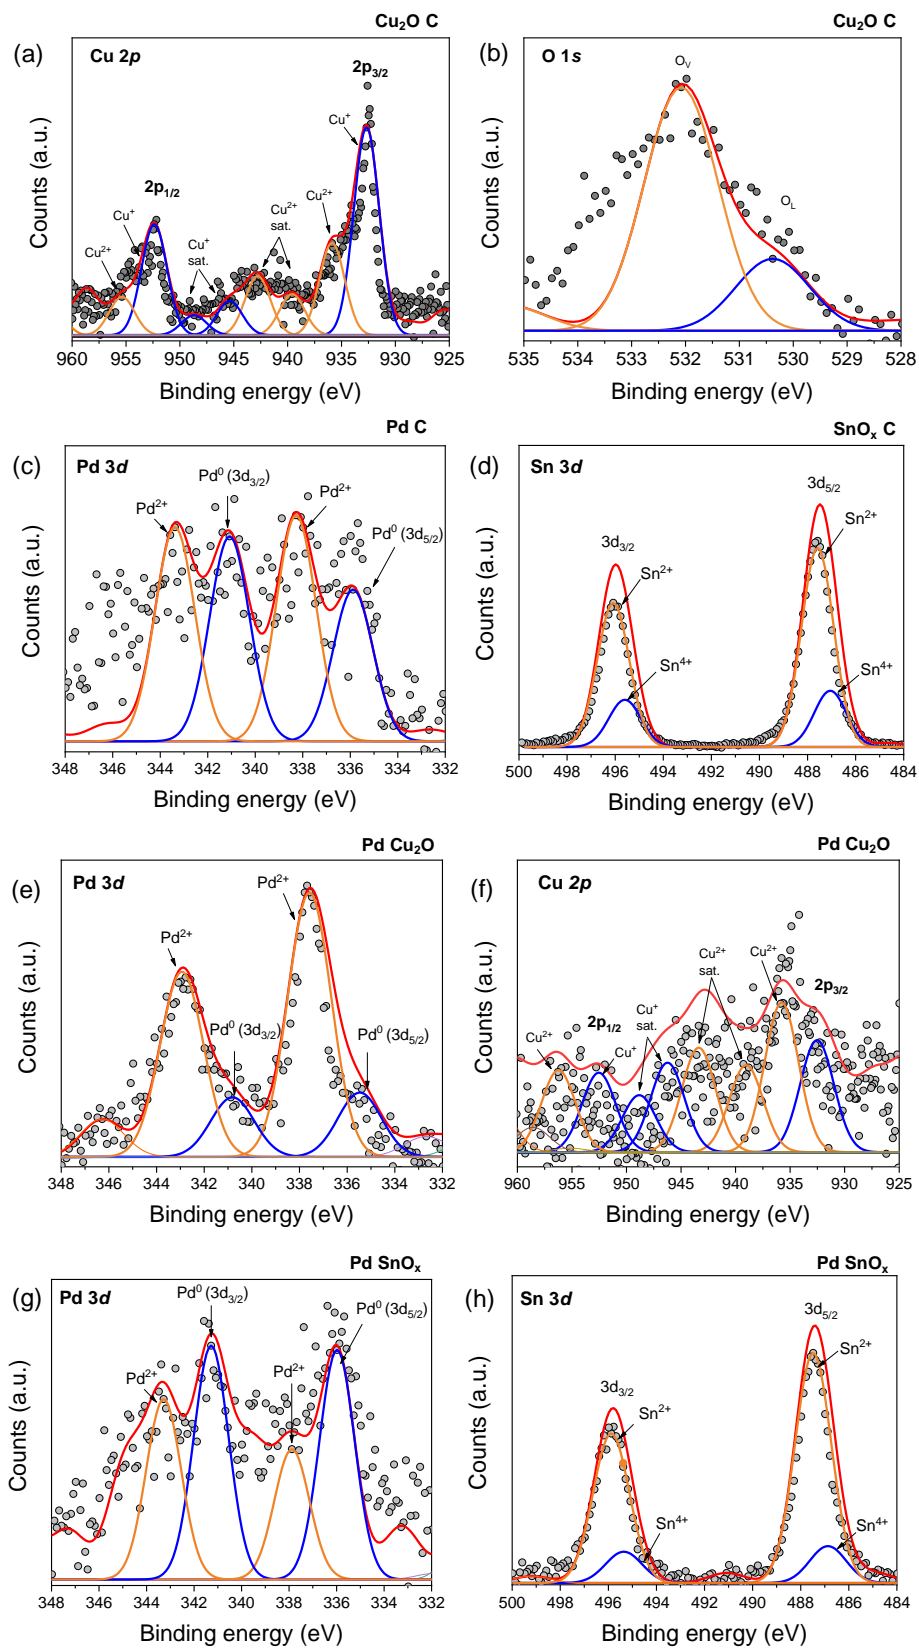 Cu₂O C
(a)
Cu 2p
2p₃/₂
Cu⁺
2p₁/₂
Cu⁺
Cu²⁺
Cu⁺
sat.
Cu²⁺
sat.
Cu²⁺
Counts (a.u.)
960 955 950 945 940 935 930 925
Binding energy (eV)
Cu₂O C
(b)
O 1s
O_V
O_L
Counts (a.u.)
535 534 533 532 531 530 529 528
Binding energy (eV)
Pd C
(c)
Pd 3d
Pd²⁺
Pd⁰ (3d₃/₂)
Pd²⁺
Pd⁰ (3d₅/₂)
Counts (a.u.)
348 346 344 342 340 338 336 334 332
Binding energy (eV)
SnOₓ C
(d)
Sn 3d
3d₅/₂
Sn²⁺
3d₃/₂
Sn²⁺
Sn⁴⁺
Sn⁴⁺
Counts (a.u.)
500 498 496 494 492 490 488 486 484
Binding energy (eV)
Pd Cu₂O
(e)
Pd 3d
Pd²⁺
Pd²⁺
Pd⁰ (3d₃/₂)
Pd⁰ (3d₅/₂)
Counts (a.u.)
348 346 344 342 340 338 336 334 332
Binding energy (eV)
Pd Cu₂O
(f)
Cu 2p
Cu²⁺
sat.
Cu²⁺
2p₃/₂
Cu⁺
sat.
2p₁/₂
Cu⁺
Cu²⁺
Counts (a.u.)
960 955 950 945 940 935 930 925
Binding energy (eV)
Pd SnOₓ
(g)
Pd 3d
Pd⁰ (3d₃/₂)
Pd⁰ (3d₅/₂)
Pd²⁺
Pd²⁺
Counts (a.u.)
348 346 344 342 340 338 336 334 332
Binding energy (eV)
Pd SnOₓ
(h)
Sn 3d
3d₅/₂
Sn²⁺
3d₃/₂
Sn²⁺
Sn⁴⁺
Sn⁴⁺
Counts (a.u.)
500 498 496 494 492 490 488 486 484
Binding energy (eV)